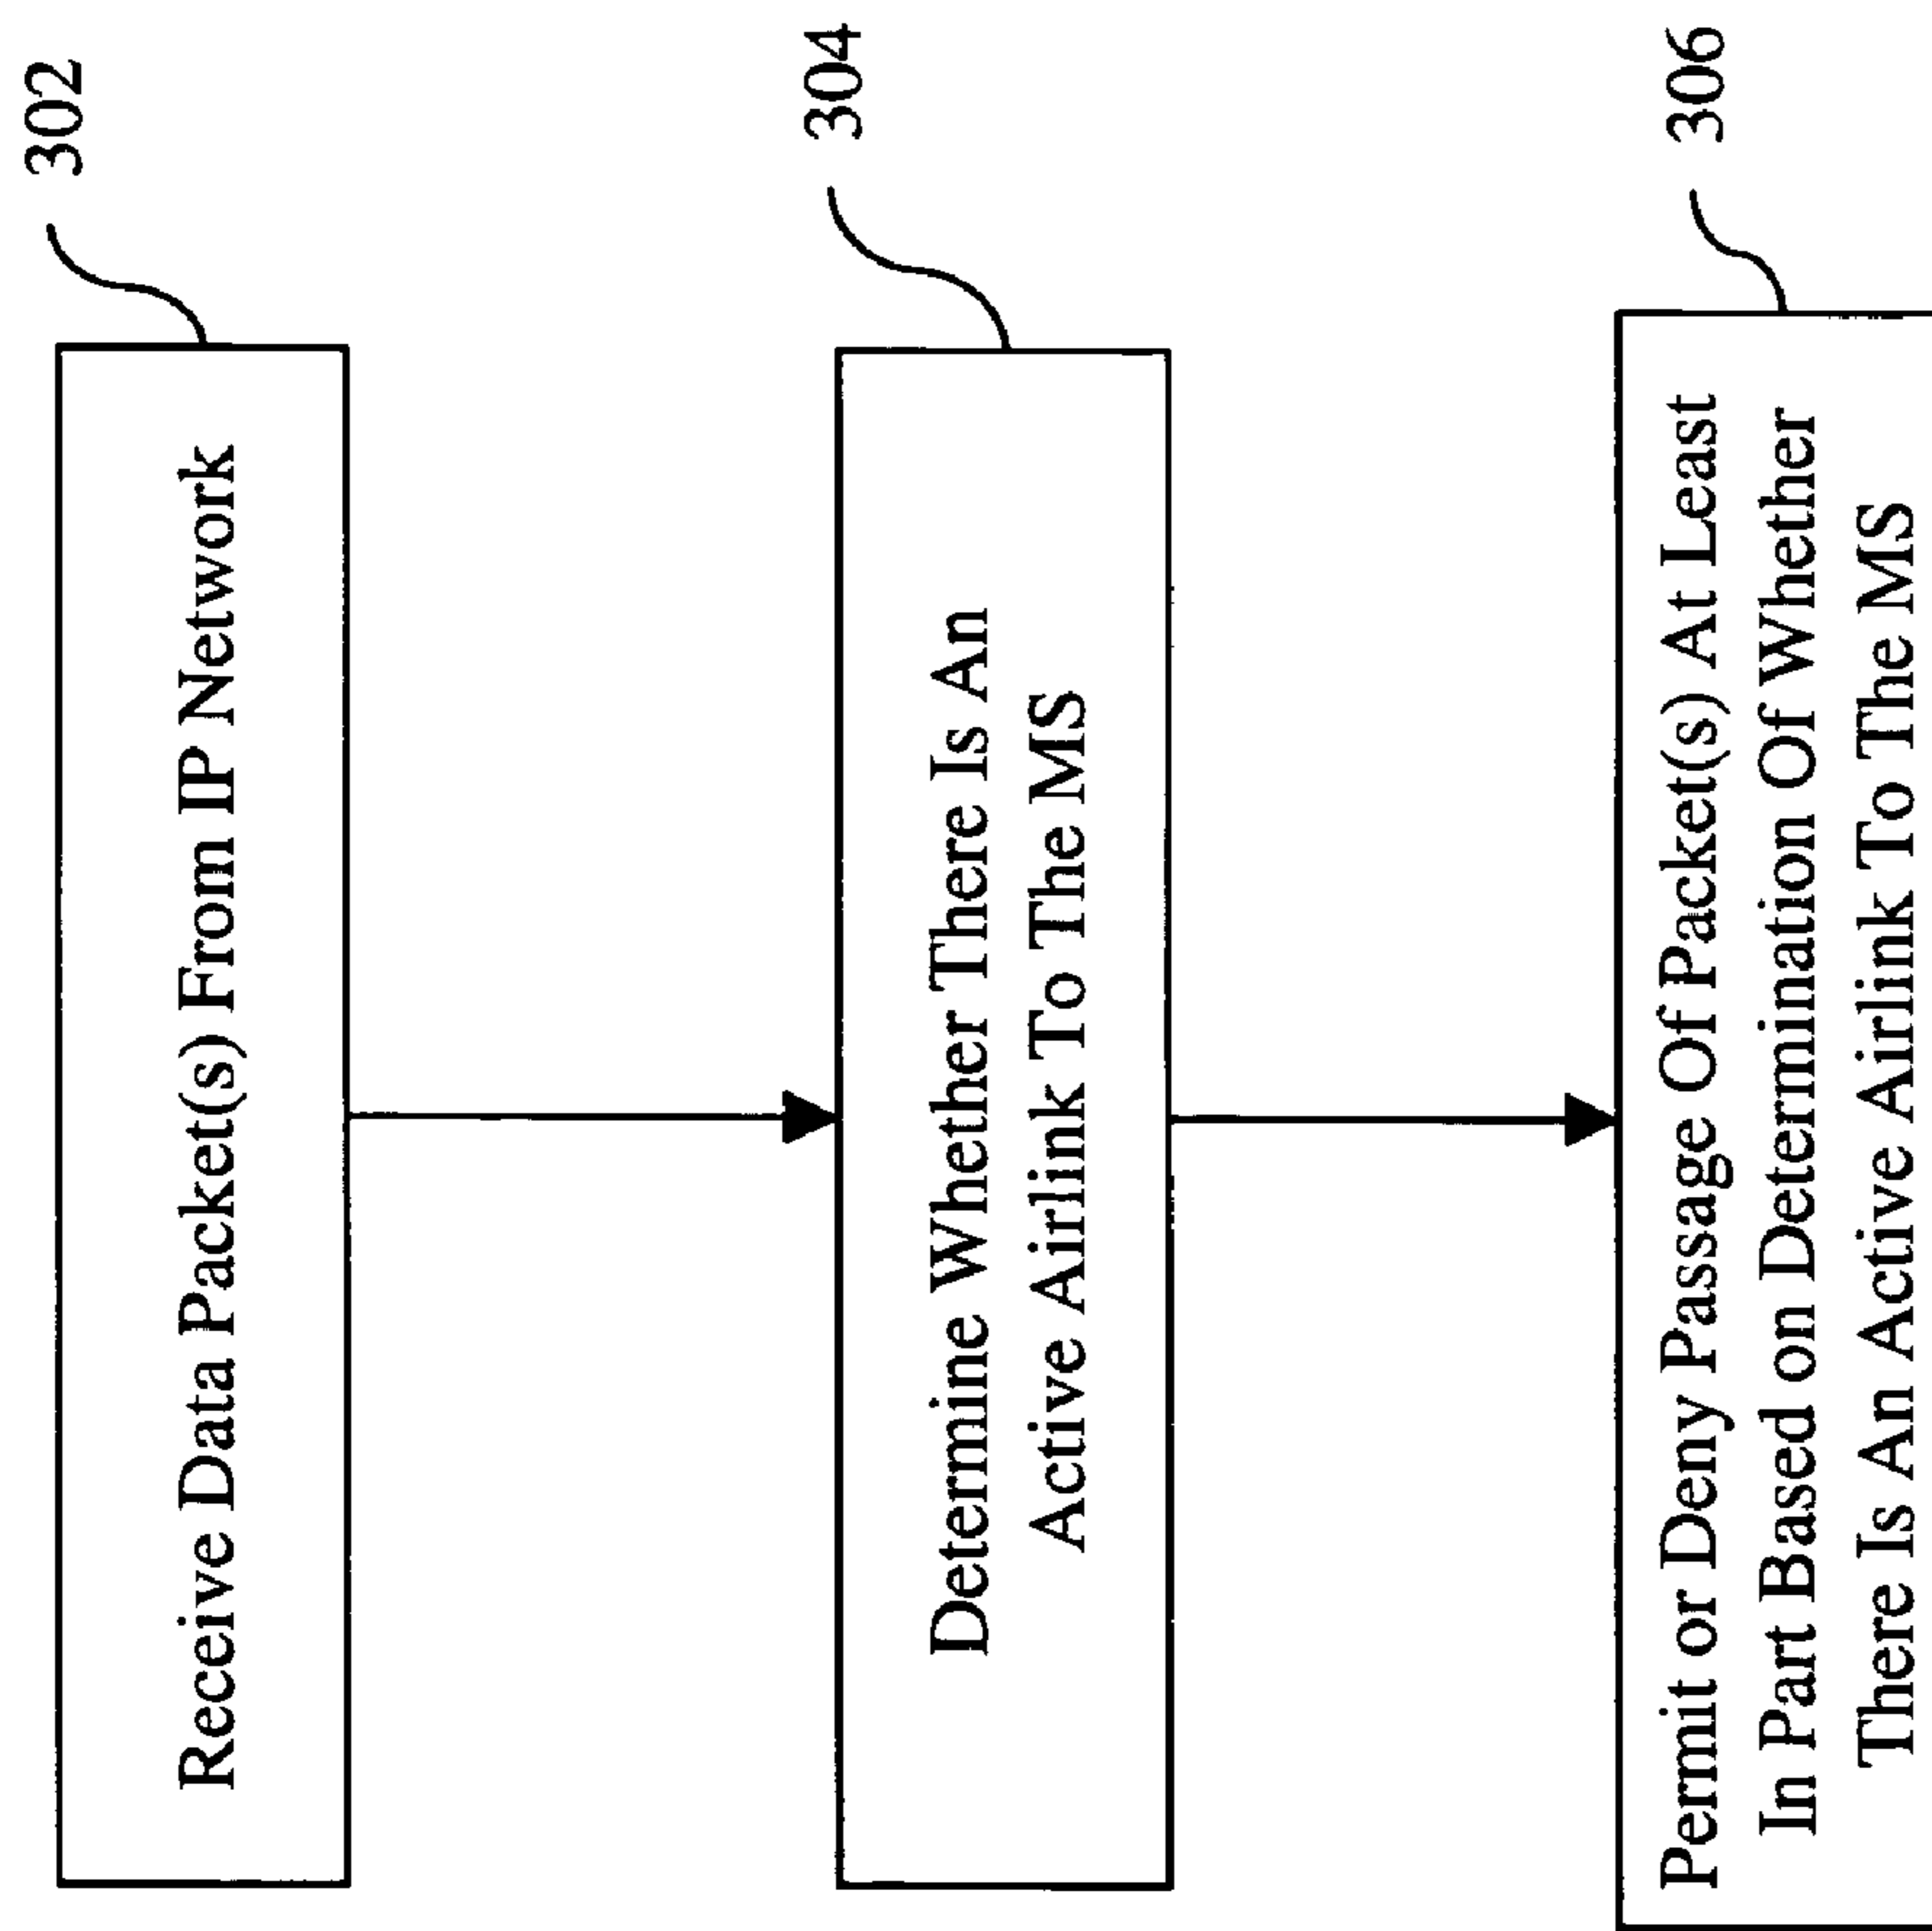 302
Receive Data Packet(s) From IP Network
304
Determine Whether There Is An
Active Airlink To The MS
306
Permit or Deny Passage Of Packet(s) At Least
In Part Based on Determination Of Whether
There Is An Active Airlink To The MS